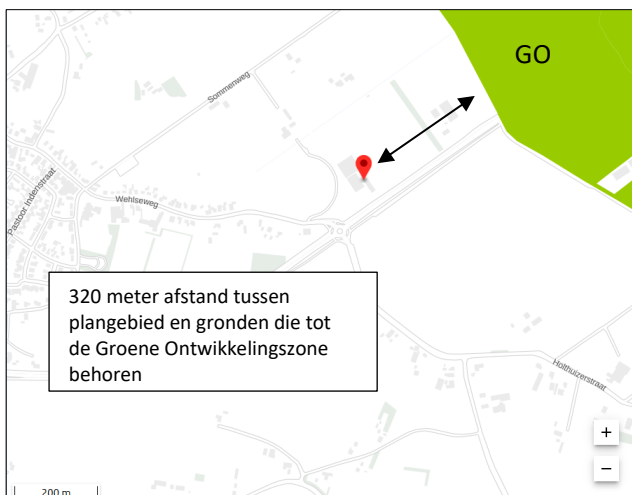 GO
Sommenweg
Pastoor Indenstraat
Wehlseweg
320 meter afstand tussen
plangebied en gronden die tot
de Groene Ontwikkelingszone
behoren
Holthuizerstraat
+
−
200 m